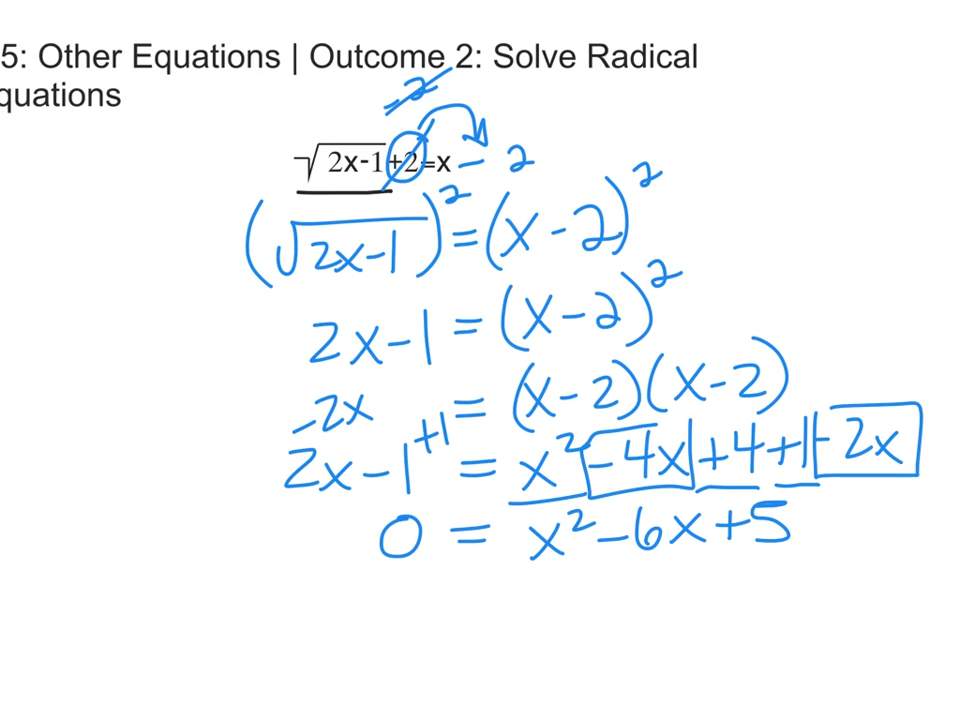 5: Other Equations | Outcome 2: Solve Radical
quations
-2
√2x-1+2=x - 2
(√2x-1)² = (x-2)²
2x-1 = (x-2)²
= (x-2)(x-2)
-2x +1
2x-1 = x² -4x +4 +1 -2x
0 = x² -6x +5